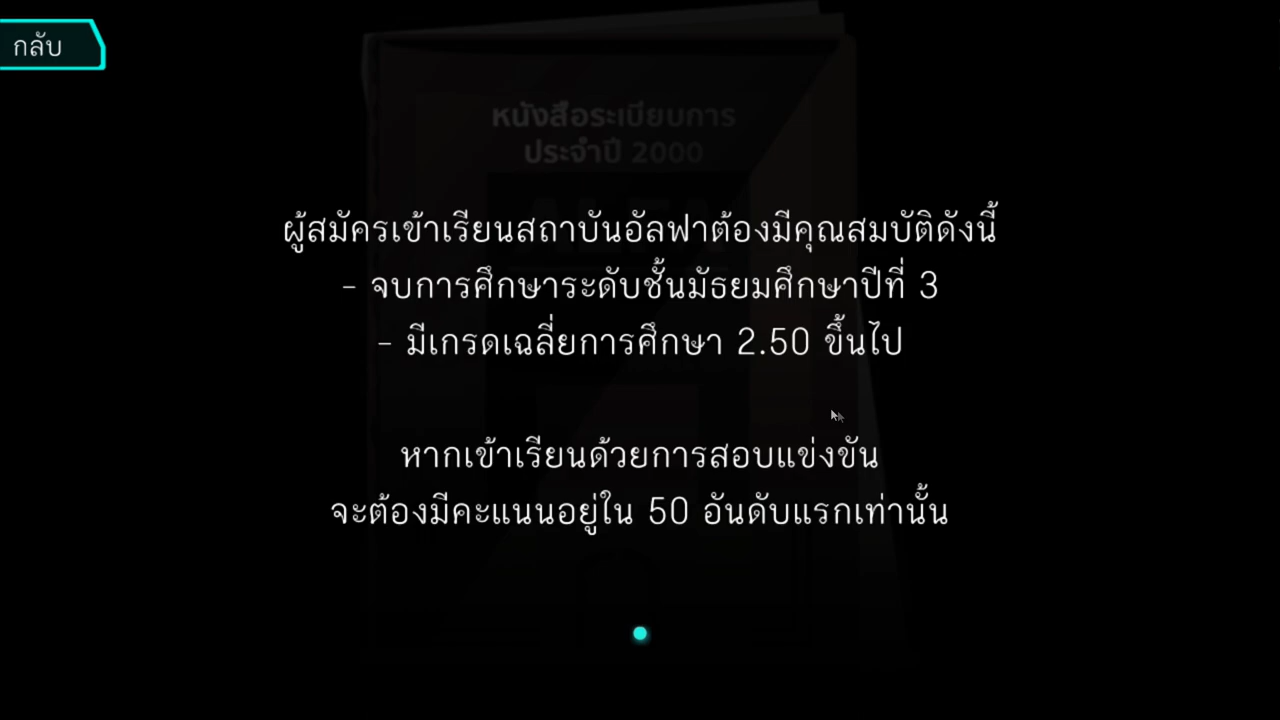 กลับ
หนังสือระเบียบการ
ประจำปี 2000
ผู้สมัครเข้าเรียนสถาบันอัลฟาต้องมีคุณสมบัติดังนี้
- จบการศึกษาระดับชั้นมัธยมศึกษาปีที่ 3
- มีเกรดเฉลี่ยการศึกษา 2.50 ขึ้นไป
หากเข้าเรียนด้วยการสอบแข่งขัน
จะต้องมีคะแนนอยู่ใน 50 อันดับแรกเท่านั้น